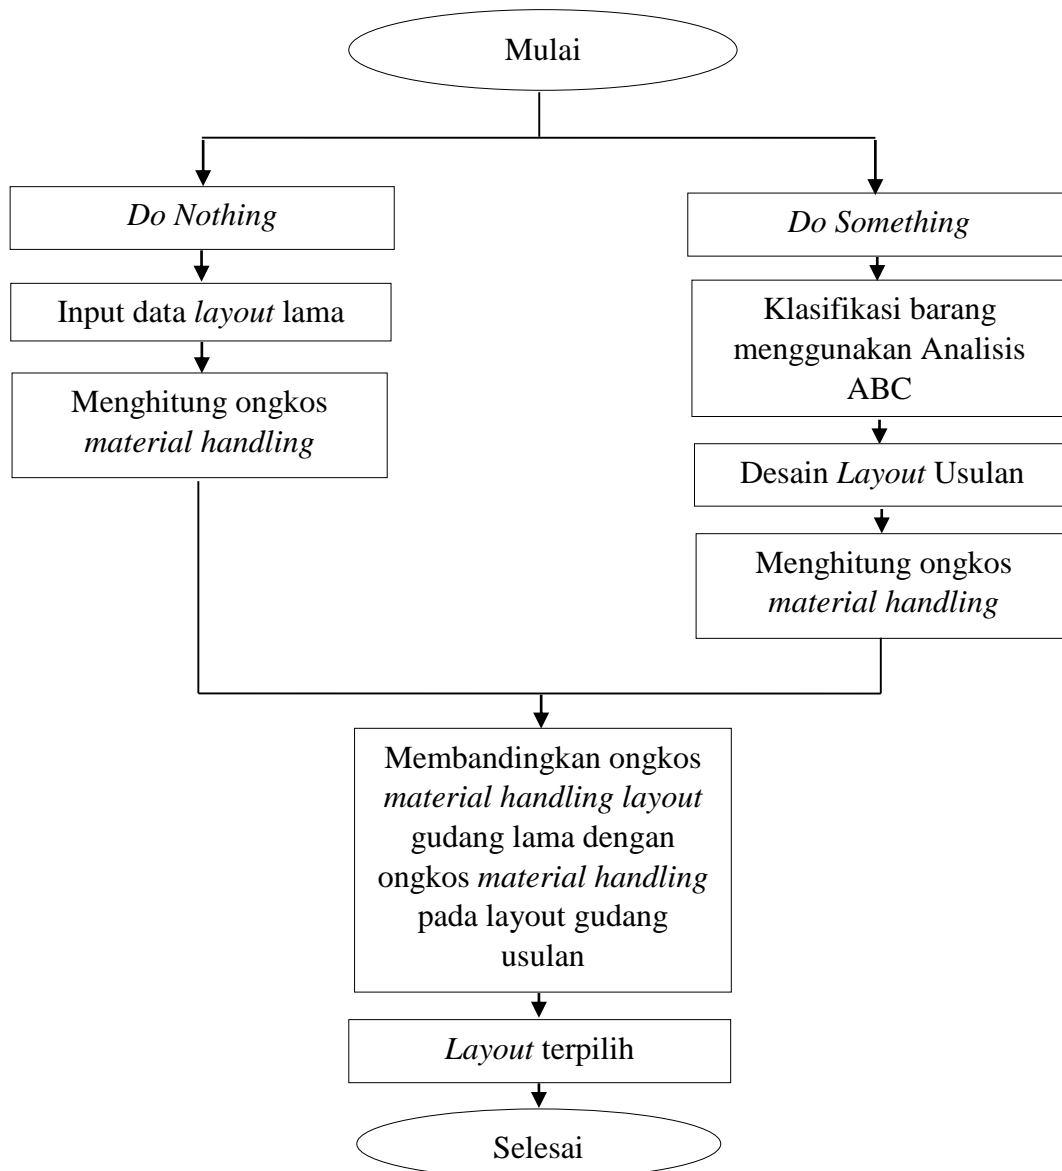 Mulai
Do Nothing
Input data layout lama
Menghitung ongkos
material handling
Do Something
Klasifikasi barang
menggunakan Analisis
ABC
Desain Layout Usulan
Menghitung ongkos
material handling
Membandingkan ongkos
material handling layout
gudang lama dengan
ongkos material handling
pada layout gudang
usulan
Layout terpilih
Selesai